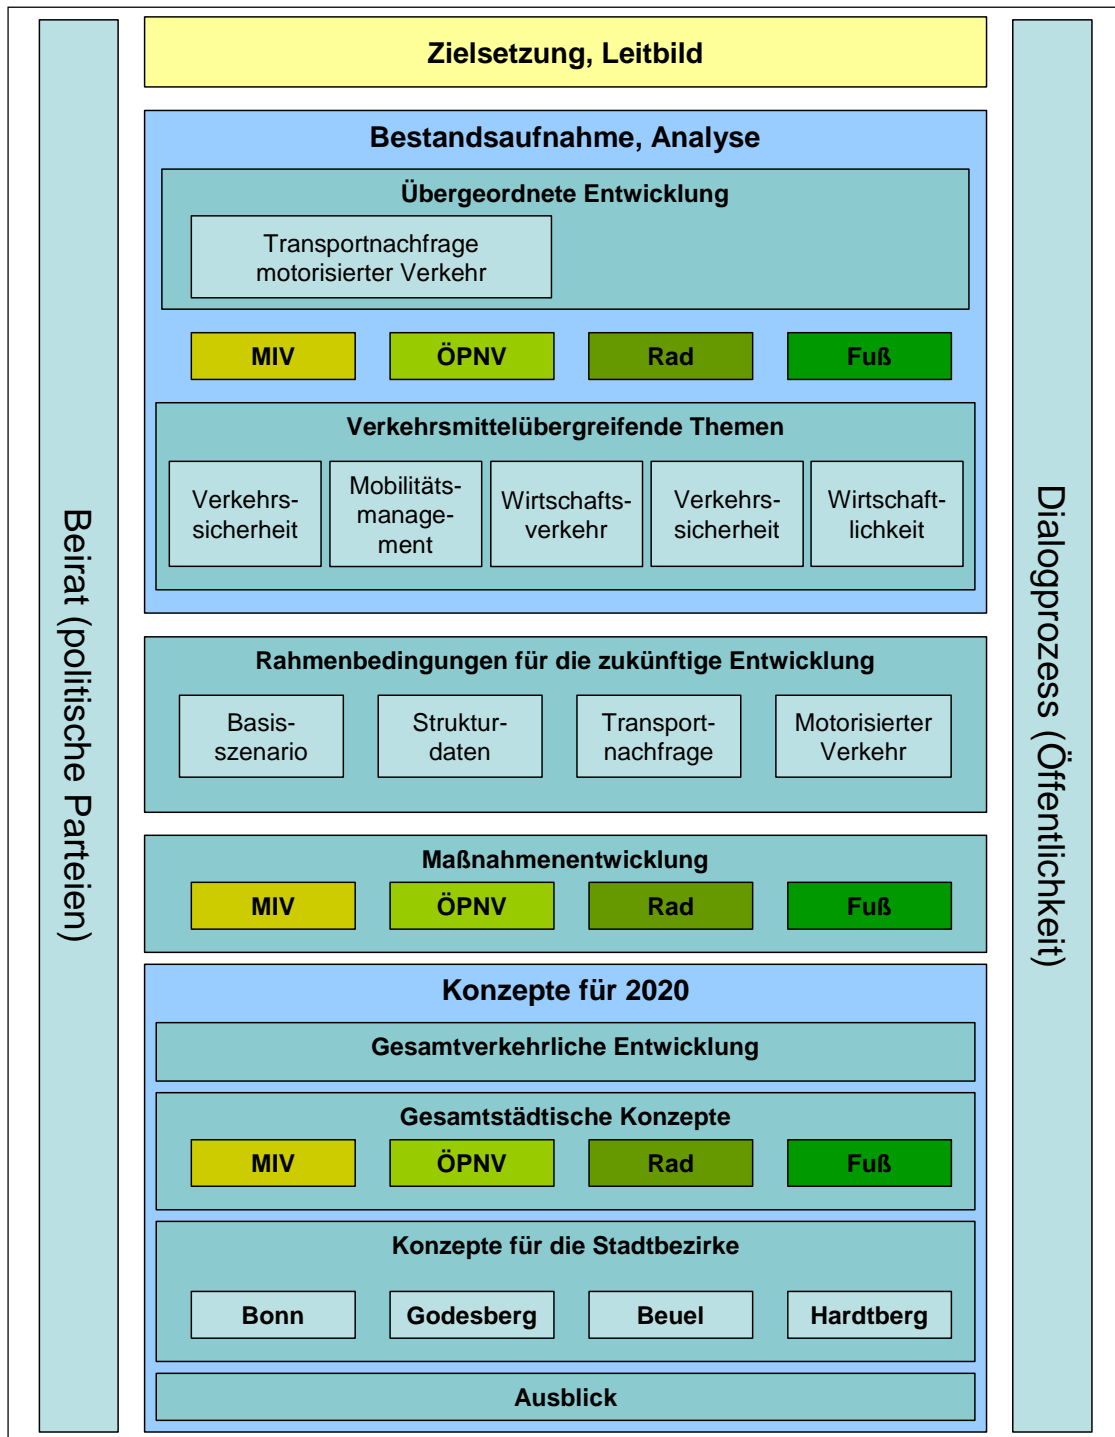 Zielsetzung, Leitbild
Bestandsaufnahme, Analyse
Übergeordnete Entwicklung
Transportnachfrage
motorisierter Verkehr
MIV
ÖPNV
Rad
Fuß
Verkehrsmittelübergreifende Themen
Verkehrs-
sicherheit
Mobilitäts-
manage-
ment
Wirtschafts-
verkehr
Verkehrs-
sicherheit
Wirtschaft-
lichkeit
Rahmenbedingungen für die zukünftige Entwicklung
Basis-
szenario
Struktur-
daten
Transport-
nachfrage
Motorisierter
Verkehr
Maßnahmenentwicklung
MIV
ÖPNV
Rad
Fuß
Konzepte für 2020
Gesamtverkehrliche Entwicklung
Gesamtstädtische Konzepte
MIV
ÖPNV
Rad
Fuß
Konzepte für die Stadtbezirke
Bonn
Godesberg
Beuel
Hardtberg
Ausblick
Beirat (politische Parteien)
Dialogprozess (Öffentlichkeit)